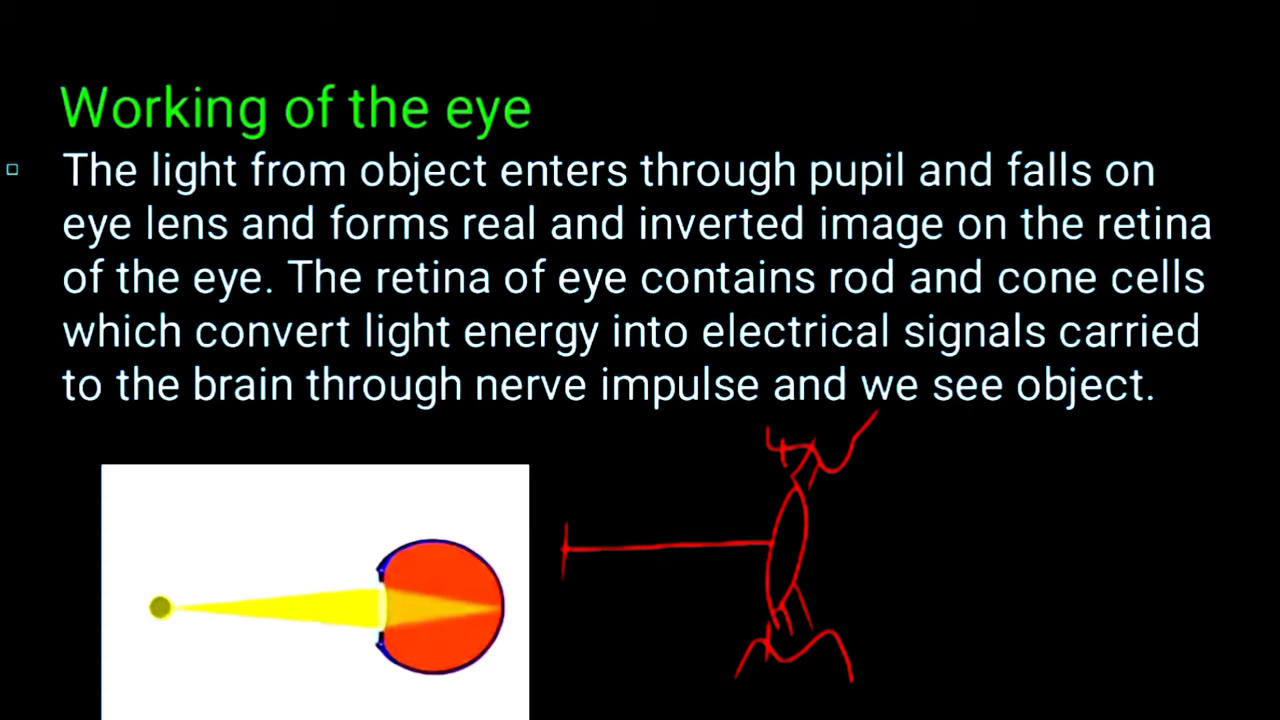 Working of the eye
The light from object enters through pupil and falls on
eye lens and forms real and inverted image on the retina
of the eye. The retina of eye contains rod and cone cells
which convert light energy into electrical signals carried
to the brain through nerve impulse and we see object.